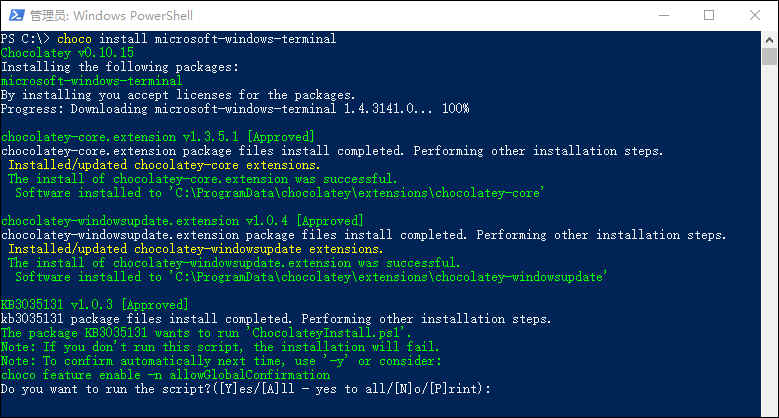 管理员: Windows PowerShell
PS C:\> choco install microsoft-windows-terminal
Chocolatey v0.10.15
Installing the following packages:
microsoft-windows-terminal
By installing you accept licenses for the packages.
Progress: Downloading microsoft-windows-terminal 1.4.3141.0... 100%
chocolatey-core.extension v1.3.5.1 [Approved]
chocolatey-core.extension package files install completed. Performing other installation steps.
Installed/updated chocolatey-core extensions.
The install of chocolatey-core.extension was successful.
Software installed to 'C:\ProgramData\chocolatey\extensions\chocolatey-core'
chocolatey-windowsupdate.extension v1.0.4 [Approved]
chocolatey-windowsupdate.extension package files install completed. Performing other installation steps.
Installed/updated chocolatey-windowsupdate extensions.
The install of chocolatey-windowsupdate.extension was successful.
Software installed to 'C:\ProgramData\chocolatey\extensions\chocolatey-windowsupdate'
KB3035131 v1.0.3 [Approved]
kb3035131 package files install completed. Performing other installation steps.
The package KB3035131 wants to run 'ChocolateyInstall.ps1'.
Note: If you don't run this script, the installation will fail.
Note: To confirm automatically next time, use '-y' or consider:
choco feature enable -n allowGlobalConfirmation
Do you want to run the script?([Y]es/[A]ll - yes to all/[N]o/[P]rint):